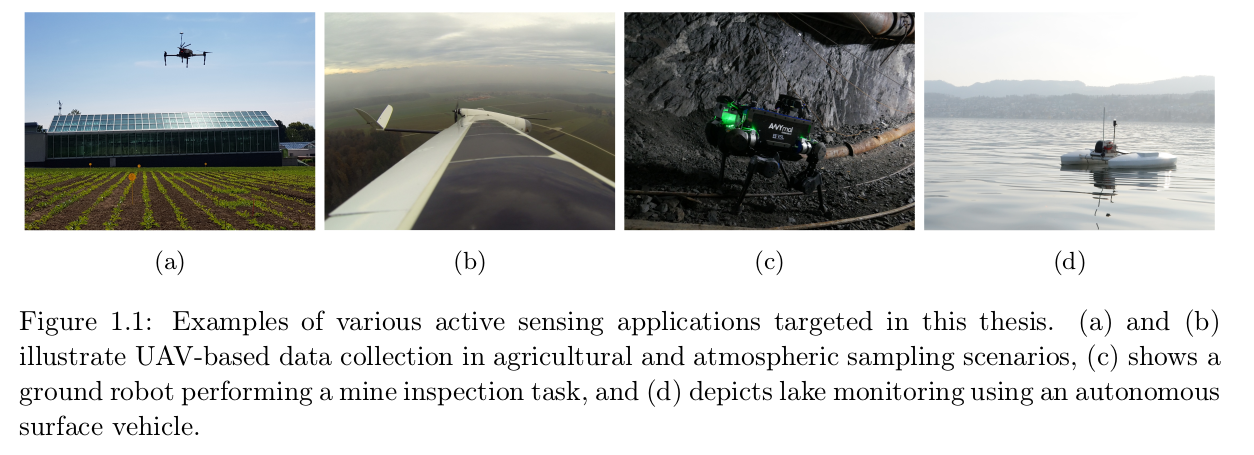 ANYmal
(a)
(b)
(c)
(d)
Figure 1.1: Examples of various active sensing applications targeted in this thesis. (a) and (b)
illustrate UAV-based data collection in agricultural and atmospheric sampling scenarios, (c) shows a
ground robot performing a mine inspection task, and (d) depicts lake monitoring using an autonomous
surface vehicle.